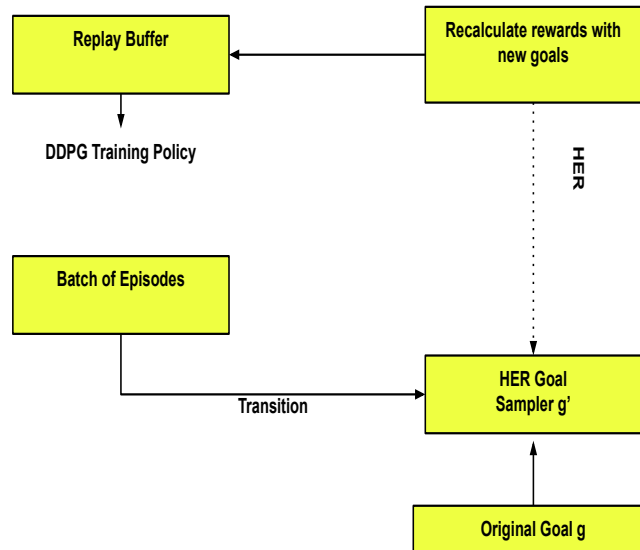 Replay Buffer
Recalculate rewards with
new goals
DDPG Training Policy
HER
Batch of Episodes
Transition
HER Goal
Sampler g’
Original Goal g